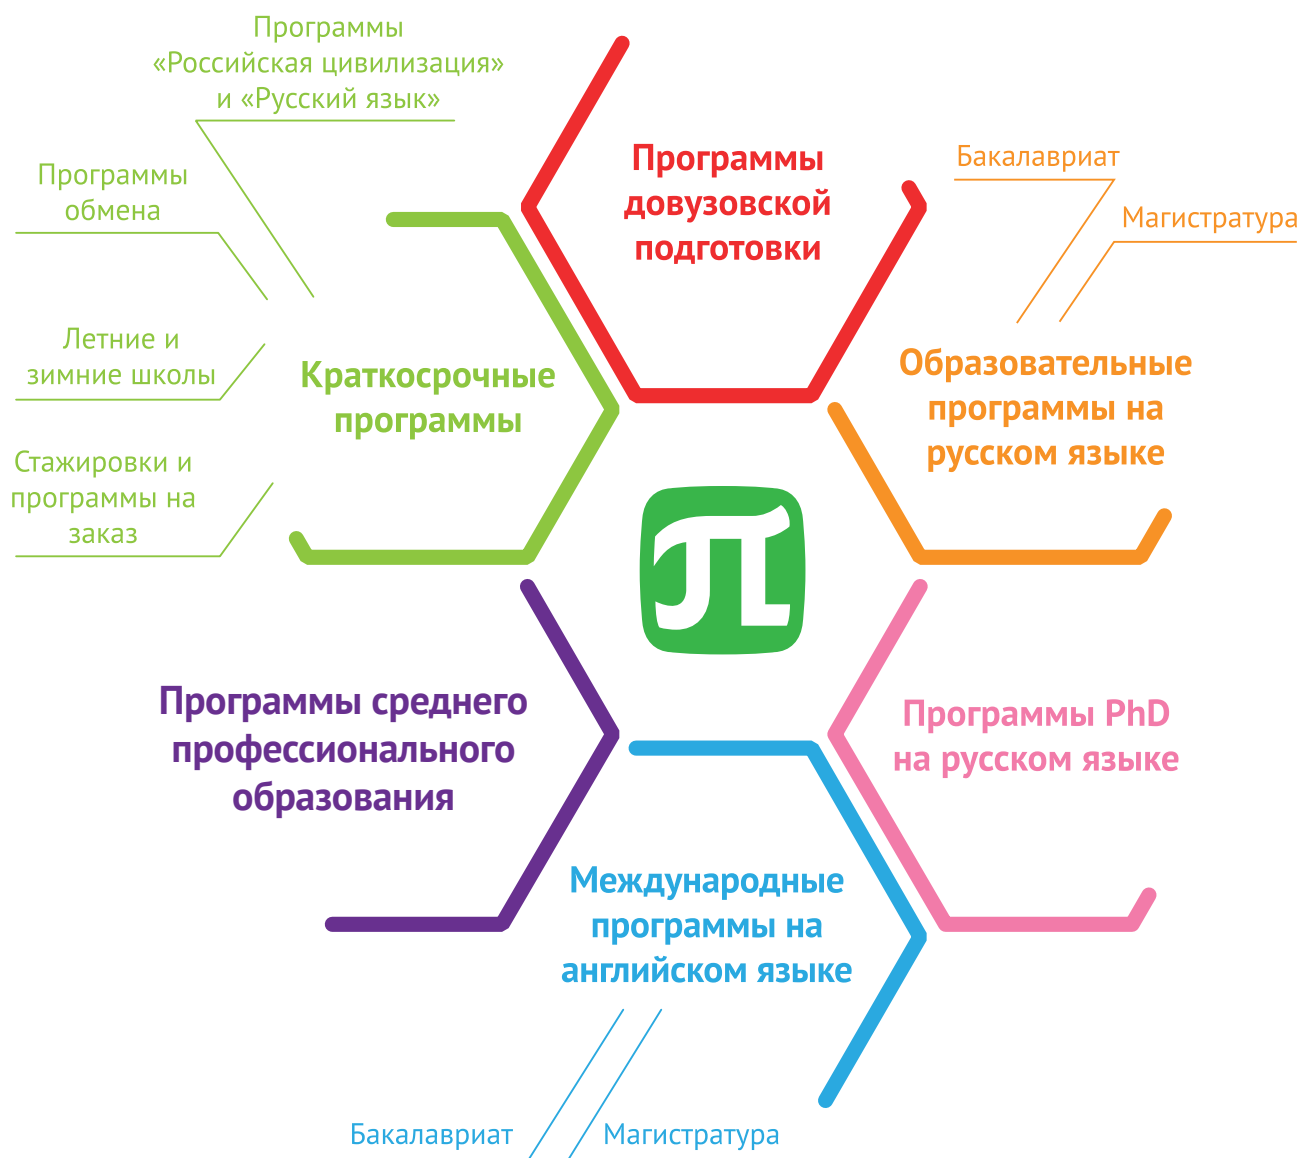 Программы
«Российская цивилизация»
и «Русский язык»
Программы
обмена
Летние и
зимние школы
Стажировки и
программы на
заказ
Краткосрочные
программы
Программы
довузовской
подготовки
Бакалавриат
Магистратура
Образовательные
программы на
русском языке
Программы среднего
профессионального
образования
Программы PhD
на русском языке
Международные
программы на
английском языке
Бакалавриат
Магистратура